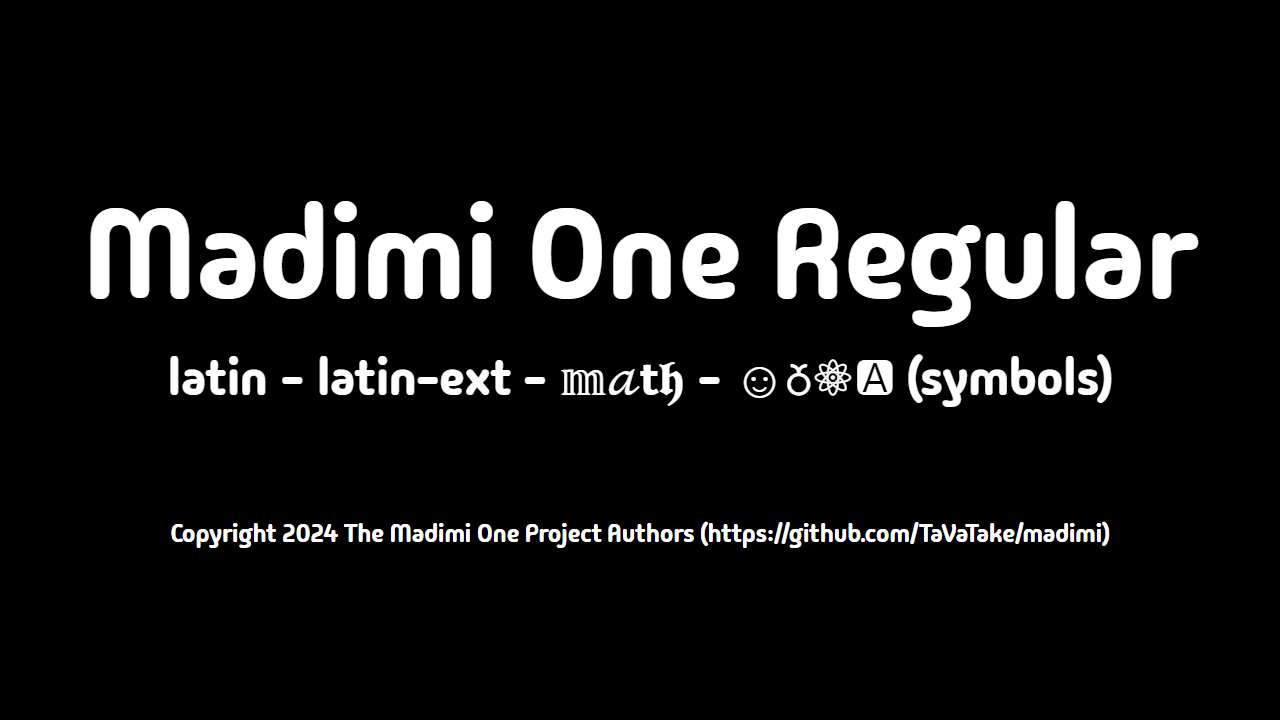 Madimi One Regular
latin - latin-ext - 𝕞𝑎𝐭𝖍 - ☺♉⚛🅰 (symbols)
Copyright 2024 The Madimi One Project Authors (https://github.com/TaVaTake/madimi)